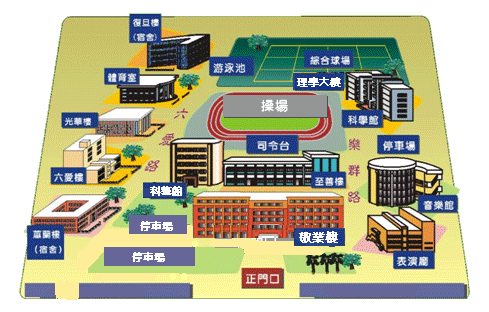 復旦樓
(宿舍)
游泳池
綜合球場
體育室
理學大樓
操場
光華樓
六愛路
科學館
司令台
樂群路
停車場
六愛樓
科藝館
至善樓
音樂館
蕙蘭樓
(宿舍)
停車場
敬業樓
停車場
表演廳
正門口